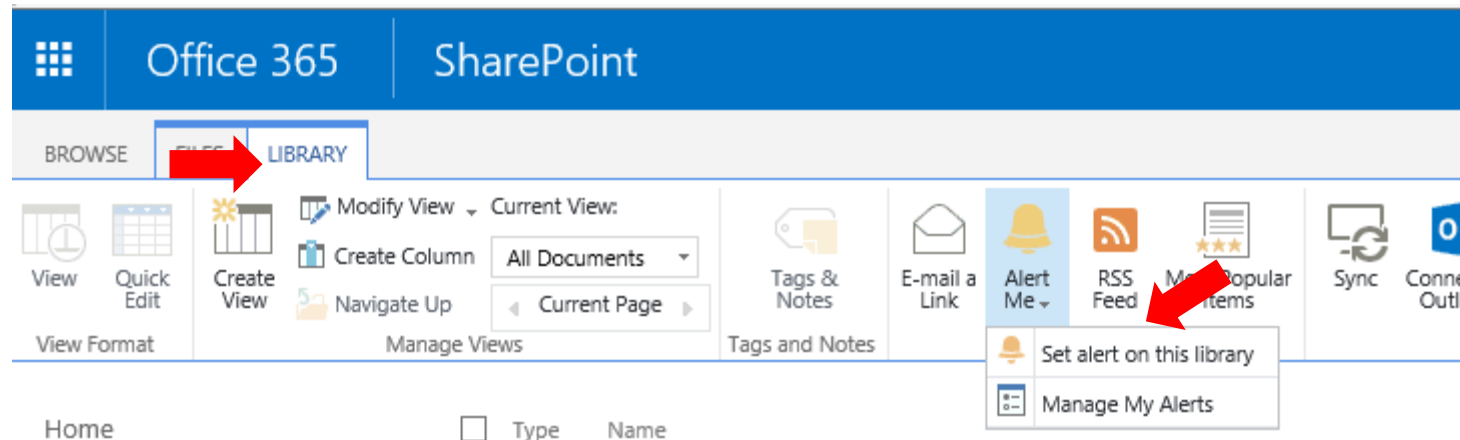 Office 365 SharePoint
BROWSE LIBRARY
View
Quick
Edit
Create
View
Modify View
Create Column
Navigate Up
Current View:
All Documents
Current Page
Tags &
Notes
E-mail a
Link
Alert
Me
RSS
Feed
Popular
Sync
View Format
Manage Views
Tags and Notes
Set alert on this library
Manage My Alerts
Home Type Name